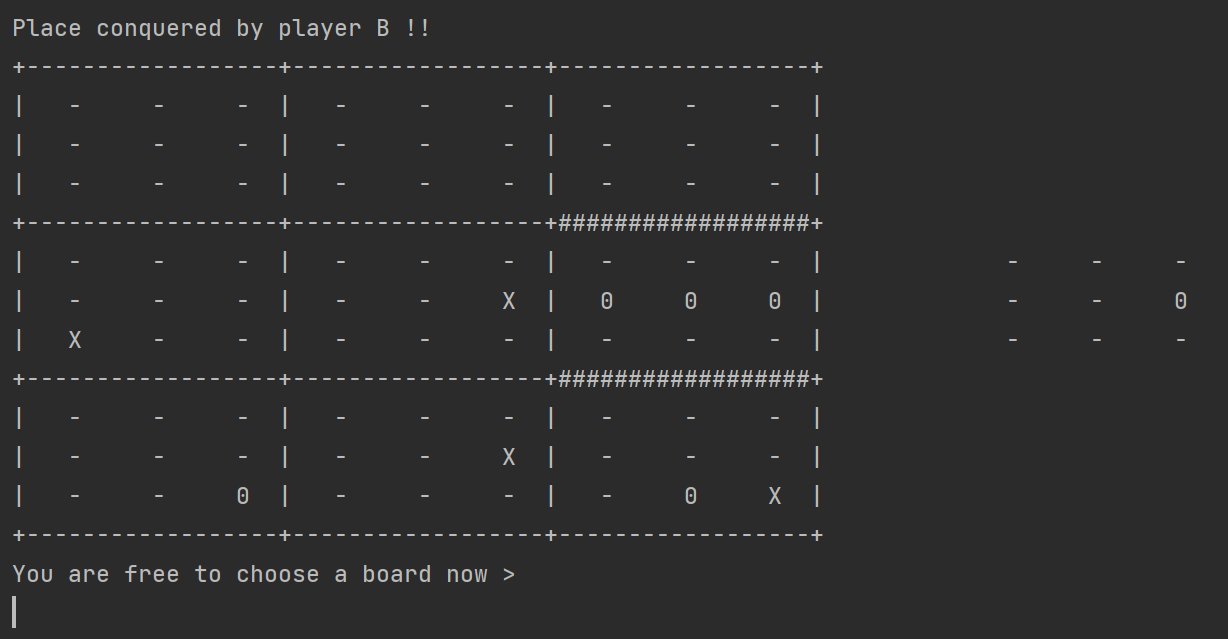 Place conquered by player B !!
+------------------+------------------+------------------+
|   -     -     -  |   -     -     -  |   -     -     -  |
|   -     -     -  |   -     -     -  |   -     -     -  |
|   -     -     -  |   -     -     -  |   -     -     -  |
+------------------+------------------+##################+
|   -     -     -  |   -     -     -  |   -     -     -  |             -     -     -
|   -     -     -  |   -     -     X  |   0     0     0  |             -     -     0
|   X     -     -  |   -     -     -  |   -     -     -  |             -     -     -
+------------------+------------------+##################+
|   -     -     -  |   -     -     -  |   -     -     -  |
|   -     -     -  |   -     -     X  |   -     -     -  |
|   -     -     0  |   -     -     -  |   -     0     X  |
+------------------+------------------+------------------+
You are free to choose a board now >